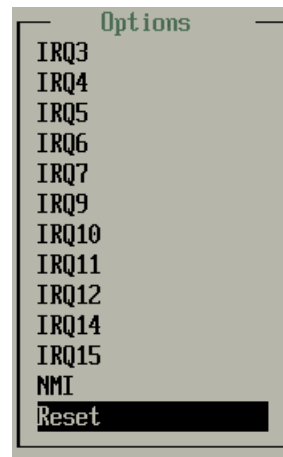 Options
IRQ3
IRQ4
IRQ5
IRQ6
IRQ7
IRQ9
IRQ10
IRQ11
IRQ12
IRQ14
IRQ15
NMI
Reset